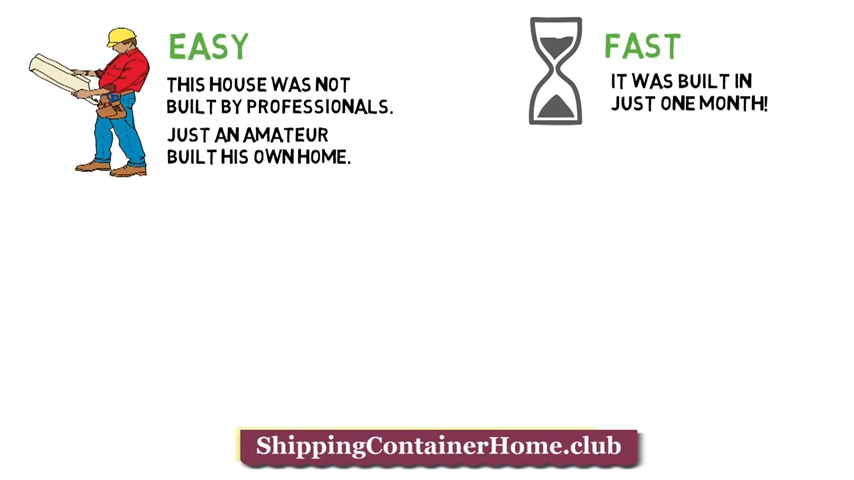 EASY
THIS HOUSE WAS NOT
BUILT BY PROFESSIONALS.
JUST AN AMATEUR
BUILT HIS OWN HOME.
FAST
IT WAS BUILT IN
JUST ONE MONTH!
ShippingContainerHome.club